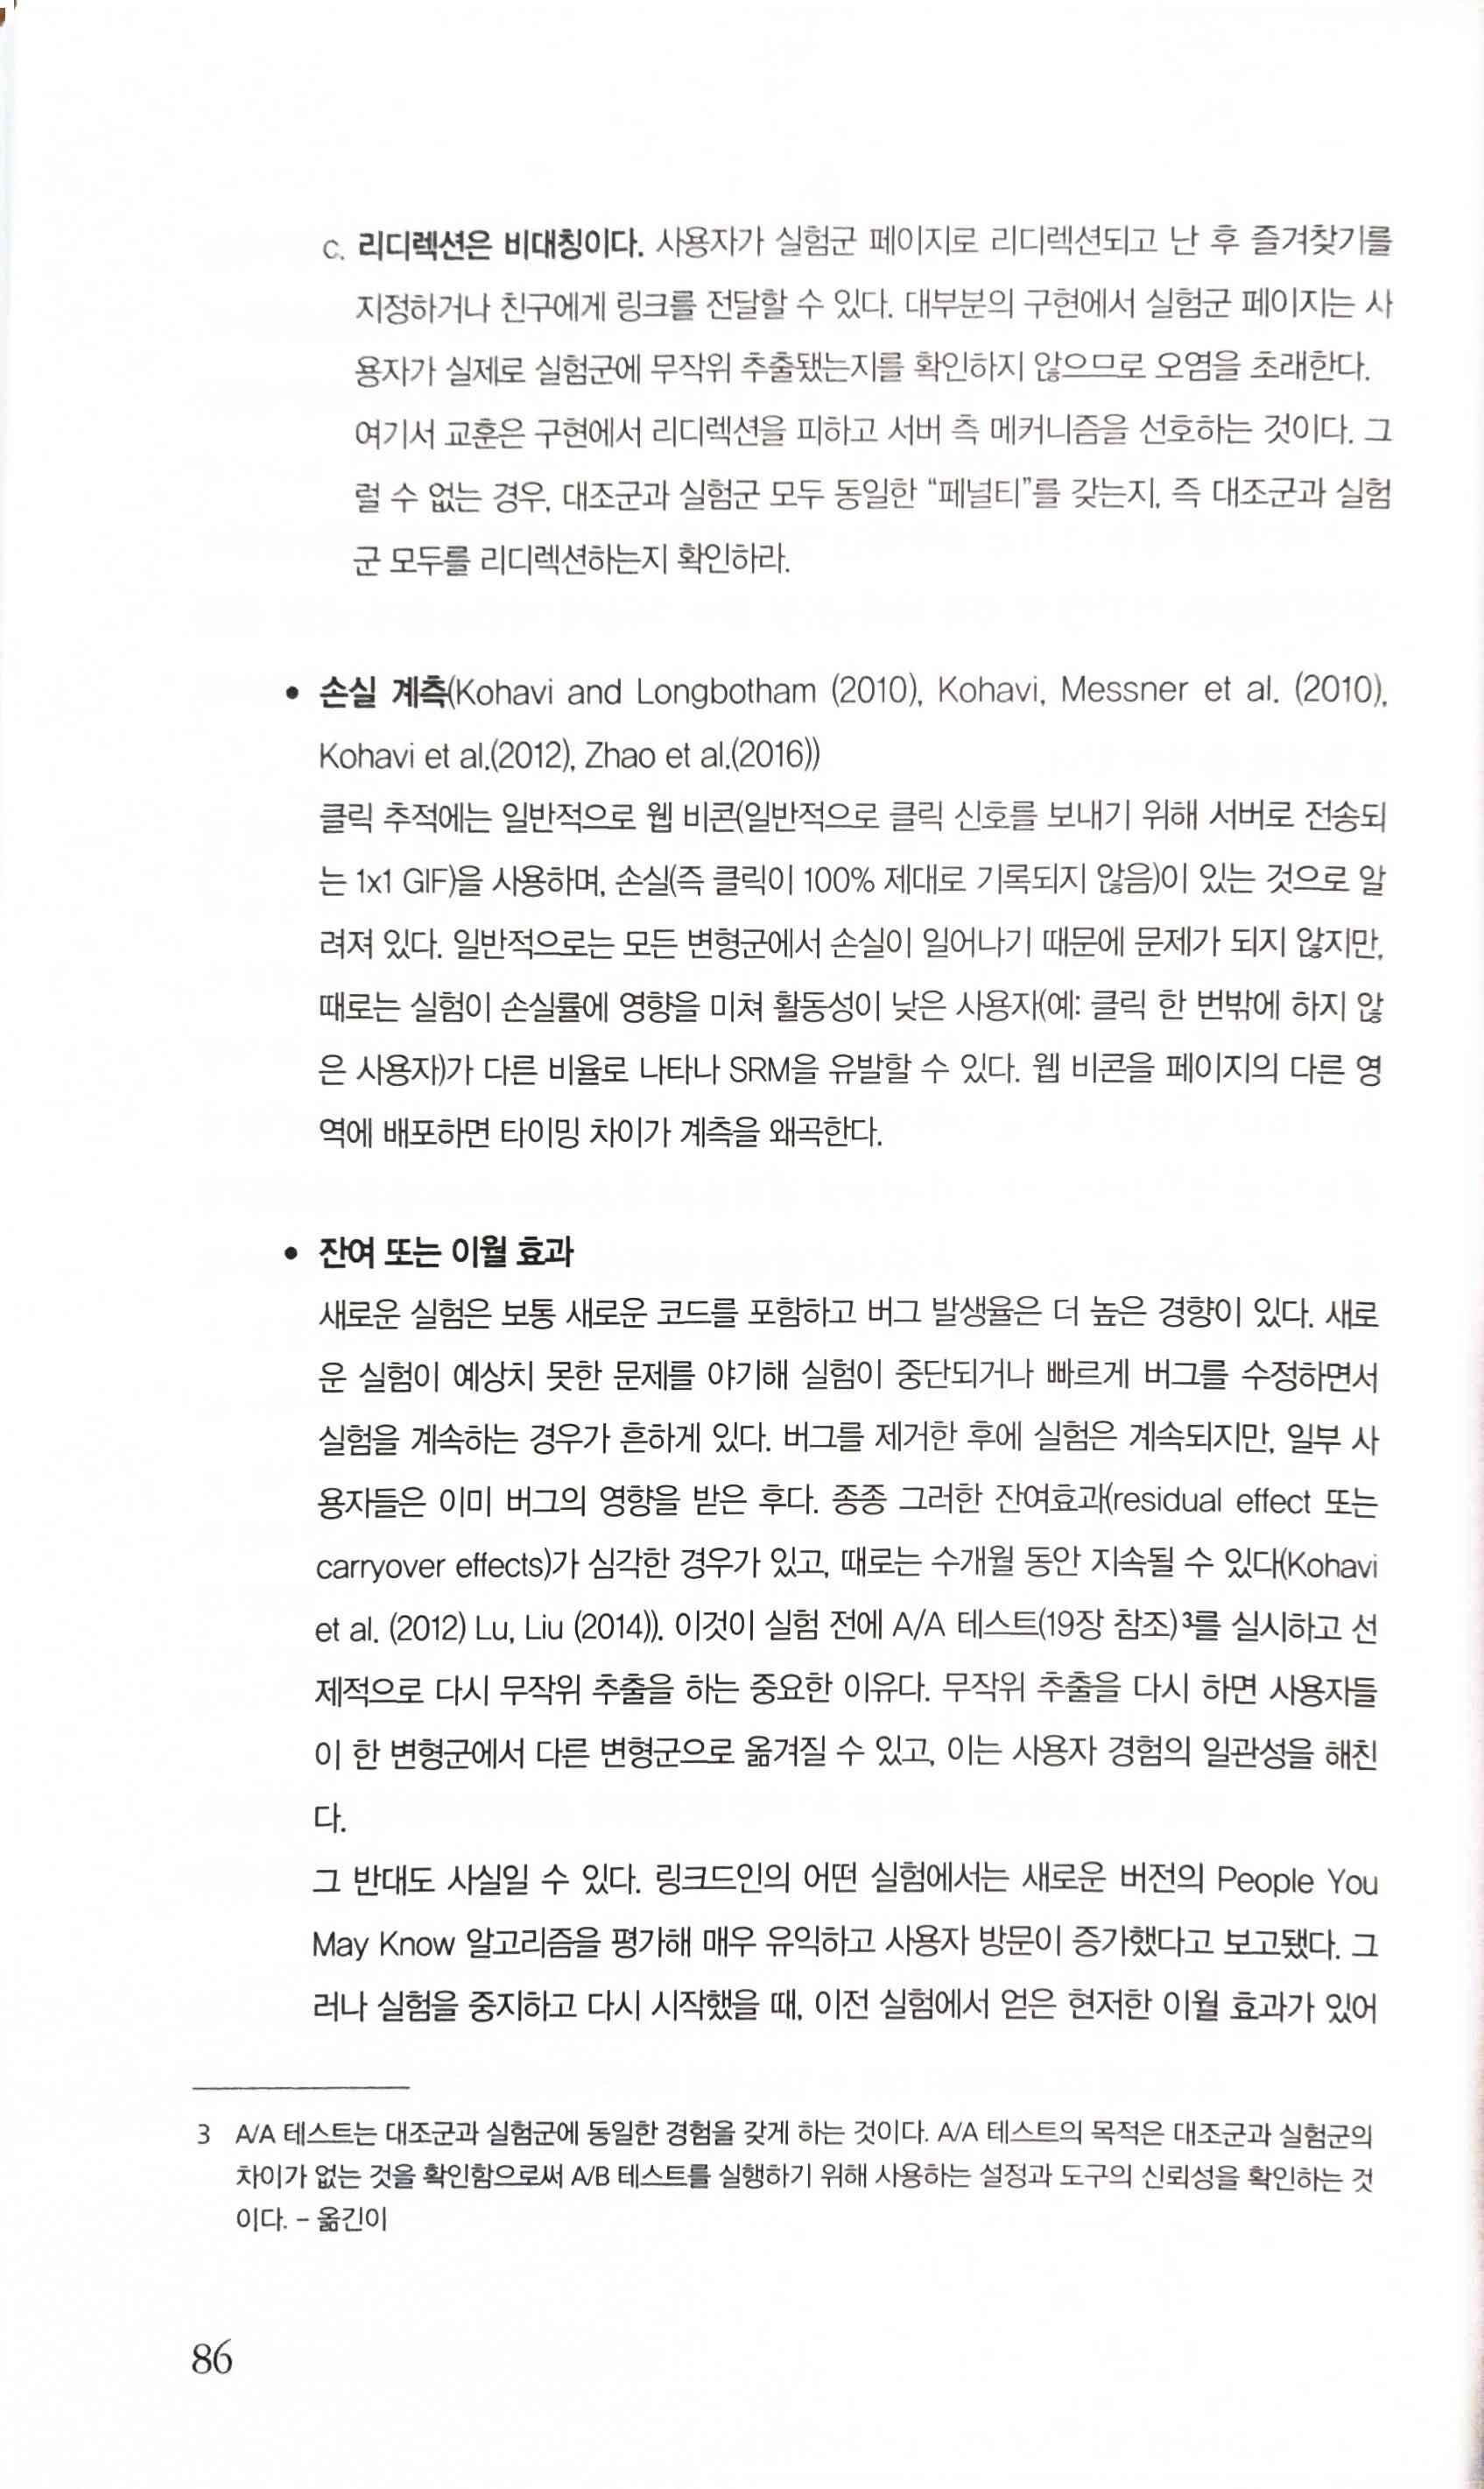 c. 리디렉션은 비대칭이다. 사용자가 실험군 페이지로 리디렉션되고 난 후 즐겨찾기를
지정하거나 친구에게 링크를 전달할 수 있다. 대부분의 구현에서 실험군 페이지는 사
용자가 실제로 실험군에 무작위 추출됐는지를 확인하지 않으므로 오염을 초래한다.
여기서 교훈은 구현에서 리디렉션을 피하고 서버 측 메커니즘을 선호하는 것이다. 그
럴 수 없는 경우, 대조군과 실험군 모두 동일한 “페널티”를 갖는지, 즉 대조군과 실험
군 모두를 리디렉션하는지 확인하라.
• 손실 계측(Kohavi and Longbotham (2010), Kohavi, Messner et al. (2010),
Kohavi et al.(2012), Zhao et al.(2016))
클릭 추적에는 일반적으로 웹 비콘(일반적으로 클릭 신호를 보내기 위해 서버로 전송되
는 1x1 GIF)을 사용하며, 손실(즉 클릭이 100% 제대로 기록되지 않음)이 있는 것으로 알
려져 있다. 일반적으로는 모든 변형군에서 손실이 일어나기 때문에 문제가 되지 않지만,
때로는 실험이 손실률에 영향을 미쳐 활동성이 낮은 사용자(예: 클릭 한 번밖에 하지 않
은 사용자)가 다른 비율로 나타나 SRM을 유발할 수 있다. 웹 비콘을 페이지의 다른 영
역에 배포하면 타이밍 차이가 계측을 왜곡한다.
• 잔여 또는 이월 효과
새로운 실험은 보통 새로운 코드를 포함하고 버그 발생율은 더 높은 경향이 있다. 새로
운 실험이 예상치 못한 문제를 야기해 실험이 중단되거나 빠르게 버그를 수정하면서
실험을 계속하는 경우가 흔하게 있다. 버그를 제거한 후에 실험은 계속되지만, 일부 사
용자들은 이미 버그의 영향을 받은 후다. 종종 그러한 잔여효과(residual effect 또는
carryover effects)가 심각한 경우가 있고, 때로는 수개월 동안 지속될 수 있다(Kohavi
et al. (2012) Lu, Liu (2014)). 이것이 실험 전에 A/A 테스트(19장 참조)3를 실시하고 선
제적으로 다시 무작위 추출을 하는 중요한 이유다. 무작위 추출을 다시 하면 사용자들
이 한 변형군에서 다른 변형군으로 옮겨질 수 있고, 이는 사용자 경험의 일관성을 해친
다.
그 반대도 사실일 수 있다. 링크드인의 어떤 실험에서는 새로운 버전의 People You
May Know 알고리즘을 평가해 매우 유익하고 사용자 방문이 증가했다고 보고됐다. 그
러나 실험을 중지하고 다시 시작했을 때, 이전 실험에서 얻은 현저한 이월 효과가 있어
3 A/A 테스트는 대조군과 실험군에 동일한 경험을 갖게 하는 것이다. A/A 테스트의 목적은 대조군과 실험군의
차이가 없는 것을 확인함으로써 A/B 테스트를 실행하기 위해 사용하는 설정과 도구의 신뢰성을 확인하는 것
이다. – 옮긴이
86